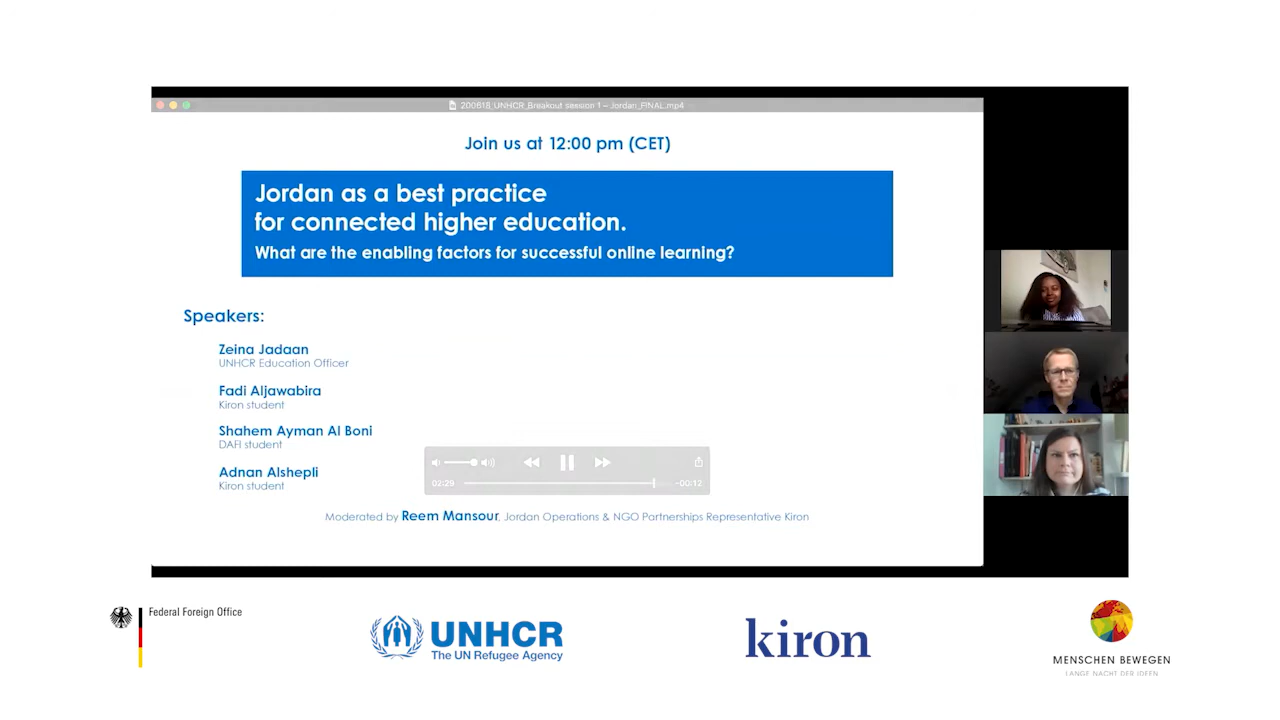 200618_UNHCR_Breakout session 1 – Jordan_FINAL.mp4
Join us at 12:00 pm (CET)
Jordan as a best practice
for connected higher education.
What are the enabling factors for successful online learning?
Speakers:
Zeina Jadaan
UNHCR Education Officer
Fadi Aljawabira
Kiron student
Shahem Ayman Al Boni
DAFI student
Adnan Alshepli
Kiron student
02:29
-00:12
Moderated by Reem Mansour, Jordan Operations & NGO Partnerships Representative Kiron
Federal Foreign Office
UNHCR
The UN Refugee Agency
kiron
MENSCHEN BEWEGEN
LANGE NACHT DER IDEEN